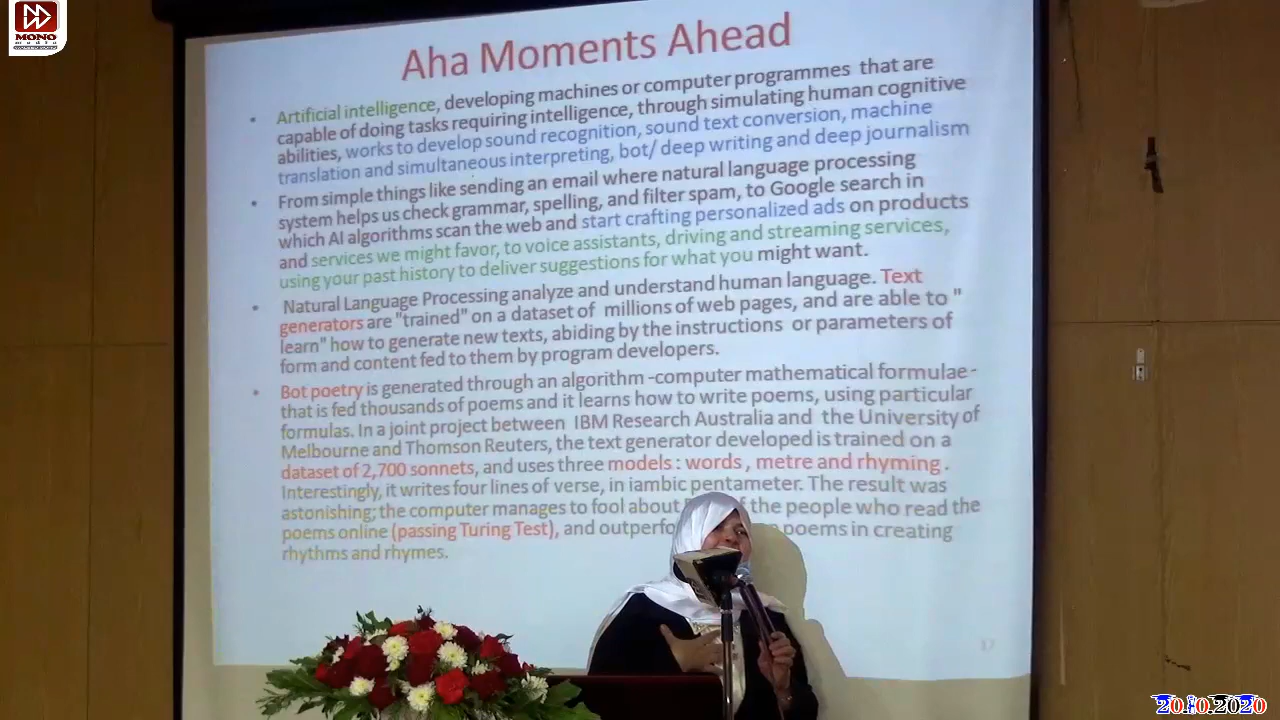 MONO
media
Aha Moments Ahead
• Artificial intelligence, developing machines or computer programmes that are
capable of doing tasks requiring intelligence, through simulating human cognitive
abilities, works to develop sound recognition, sound text conversion, machine
translation and simultaneous interpreting, bot/ deep writing and deep journalism
• From simple things like sending an email where natural language processing
system helps us check grammar, spelling, and filter spam, to Google search in
which AI algorithms scan the web and start crafting personalized ads on products
and services we might favor, to voice assistants, driving and streaming services,
using your past history to deliver suggestions for what you might want.
• Natural Language Processing analyze and understand human language. Text
generators are "trained" on a dataset of millions of web pages, and are able to "
learn" how to generate new texts, abiding by the instructions or parameters of
form and content fed to them by program developers.
• Bot poetry is generated through an algorithm -computer mathematical formulae-
that is fed thousands of poems and it learns how to write poems, using particular
formulas. In a joint project between IBM Research Australia and the University of
Melbourne and Thomson Reuters, the text generator developed is trained on a
dataset of 2,700 sonnets, and uses three models : words , metre and rhyming .
Interestingly, it writes four lines of verse, in iambic pentameter. The result was
astonishing; the computer manages to fool about of the people who read the
poems online (passing Turing Test), and outperfo poems in creating
rhythms and rhymes.
17
20.10.2020